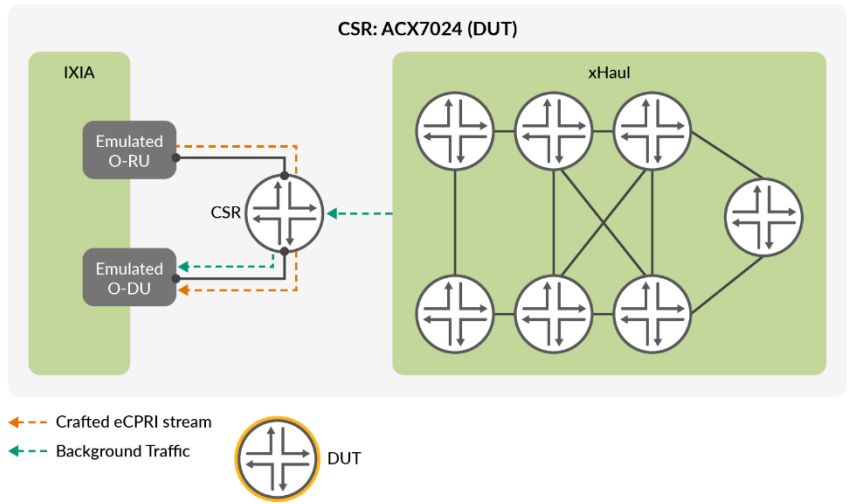 CSR: ACX7024 (DUT)
IXIA
xHaul
Emulated
O-RU
CSR
Emulated
O-DU
Crafted eCPRI stream
Background Traffic
DUT